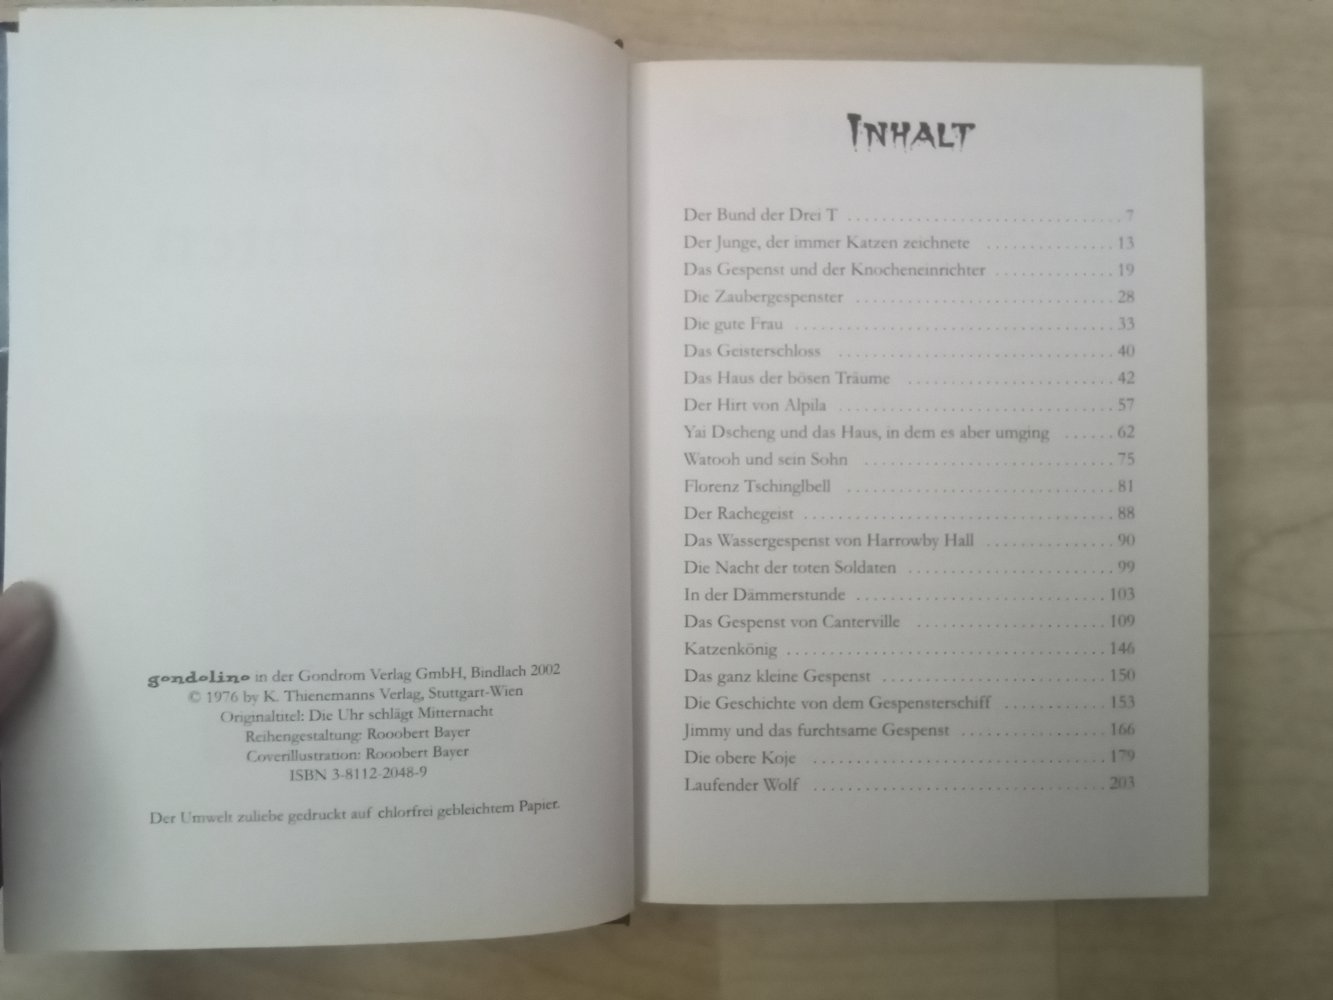 gondolino in der Gondrom Verlag GmbH, Bindlach 2002
© 1976 by K. Thienemanns Verlag, Stuttgart-Wien
Originaltitel: Die Uhr schlägt Mitternacht
Reihengestaltung: Rooobert Bayer
Coverillustration: Rooobert Bayer
ISBN 3-8112-2048-9
Der Umwelt zuliebe gedruckt auf chlorfrei gebleichtem Papier.
INHALT
Der Bund der Drei T . . . . . . . . . . . . . . . . . . . . . . . . . . . . . . . . 7
Der Junge, der immer Katzen zeichnete . . . . . . . . . . . . . . . 13
Das Gespenst und der Knocheneinrichter . . . . . . . . . . . . . . 19
Die Zaubergespenster . . . . . . . . . . . . . . . . . . . . . . . . . . . . . . 28
Die gute Frau . . . . . . . . . . . . . . . . . . . . . . . . . . . . . . . . . . . . . 33
Das Geisterschloss . . . . . . . . . . . . . . . . . . . . . . . . . . . . . . . . 40
Das Haus der bösen Träume . . . . . . . . . . . . . . . . . . . . . . . . 42
Der Hirt von Alpila . . . . . . . . . . . . . . . . . . . . . . . . . . . . . . . . 57
Yai Dscheng und das Haus, in dem es aber umging . . . . . . 62
Watooh und sein Sohn . . . . . . . . . . . . . . . . . . . . . . . . . . . . . 75
Florenz Tschinglbell . . . . . . . . . . . . . . . . . . . . . . . . . . . . . . . 81
Der Rachegeist . . . . . . . . . . . . . . . . . . . . . . . . . . . . . . . . . . . . 88
Das Wassergespenst von Harrowby Hall . . . . . . . . . . . . . . . 90
Die Nacht der toten Soldaten . . . . . . . . . . . . . . . . . . . . . . . . 99
In der Dämmerstunde . . . . . . . . . . . . . . . . . . . . . . . . . . . . . 103
Das Gespenst von Canterville . . . . . . . . . . . . . . . . . . . . . . 109
Katzenkönig . . . . . . . . . . . . . . . . . . . . . . . . . . . . . . . . . . . . . 146
Das ganz kleine Gespenst . . . . . . . . . . . . . . . . . . . . . . . . . . 150
Die Geschichte von dem Gespensterschiff . . . . . . . . . . . . 153
Jimmy und das furchtsame Gespenst . . . . . . . . . . . . . . . . . 166
Die obere Koje . . . . . . . . . . . . . . . . . . . . . . . . . . . . . . . . . . 179
Laufender Wolf . . . . . . . . . . . . . . . . . . . . . . . . . . . . . . . . . . 203